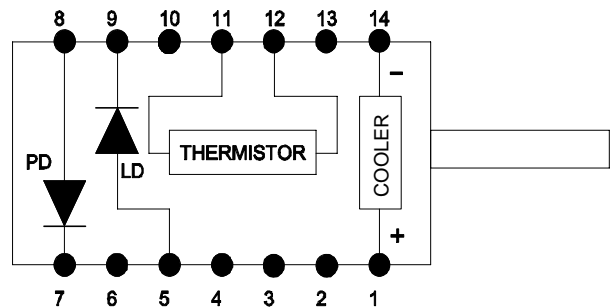 8 9 10 11 12 13 14
−
THERMISTOR
COOLER
PD
LD
+
7 6 5 4 3 2 1